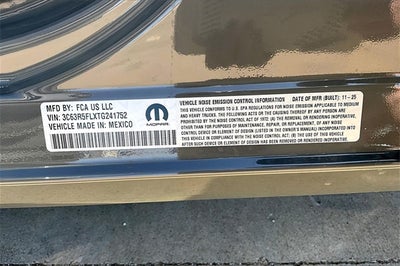 MFD BY: FCA US LLC
VIN: 3C63R5FLXTG241752
VEHICLE MADE IN: MEXICO
MOPAR
VEHICLE NOISE EMISSION CONTROL INFORMATION DATE OF MFR (BUILT): 11-25
THIS VEHICLE CONFORMS TO U.S. EPA REGULATIONS FOR NOISE EMISSION APPLICABLE TO MEDIUM
AND HEAVY TRUCKS. THE FOLLOWING ACTS OR THE CAUSING THEREOF BY ANY PERSON ARE
PROHIBITED BY THE NOISE CONTROL ACT OF 1972: (A) THE REMOVAL OR RENDERING INOPERATIVE,
OTHER THAN FOR PURPOSES OF MAINTENANCE, REPAIR, OR REPLACEMENT, OF ANY NOISE
CONTROL DEVICE OR ELEMENT OF DESIGN (LISTED IN THE OWNER'S MANUAL) INCORPORATED INTO
THIS VEHICLE IN COMPLIANCE WITH THE NOISE CONTROL ACT; (B) THE USE OF THIS VEHICLE
AFTER SUCH DEVICE OR ELEMENT OF DESIGN HAS BEEN REMOVED OR RENDERED INOPERATIVE.